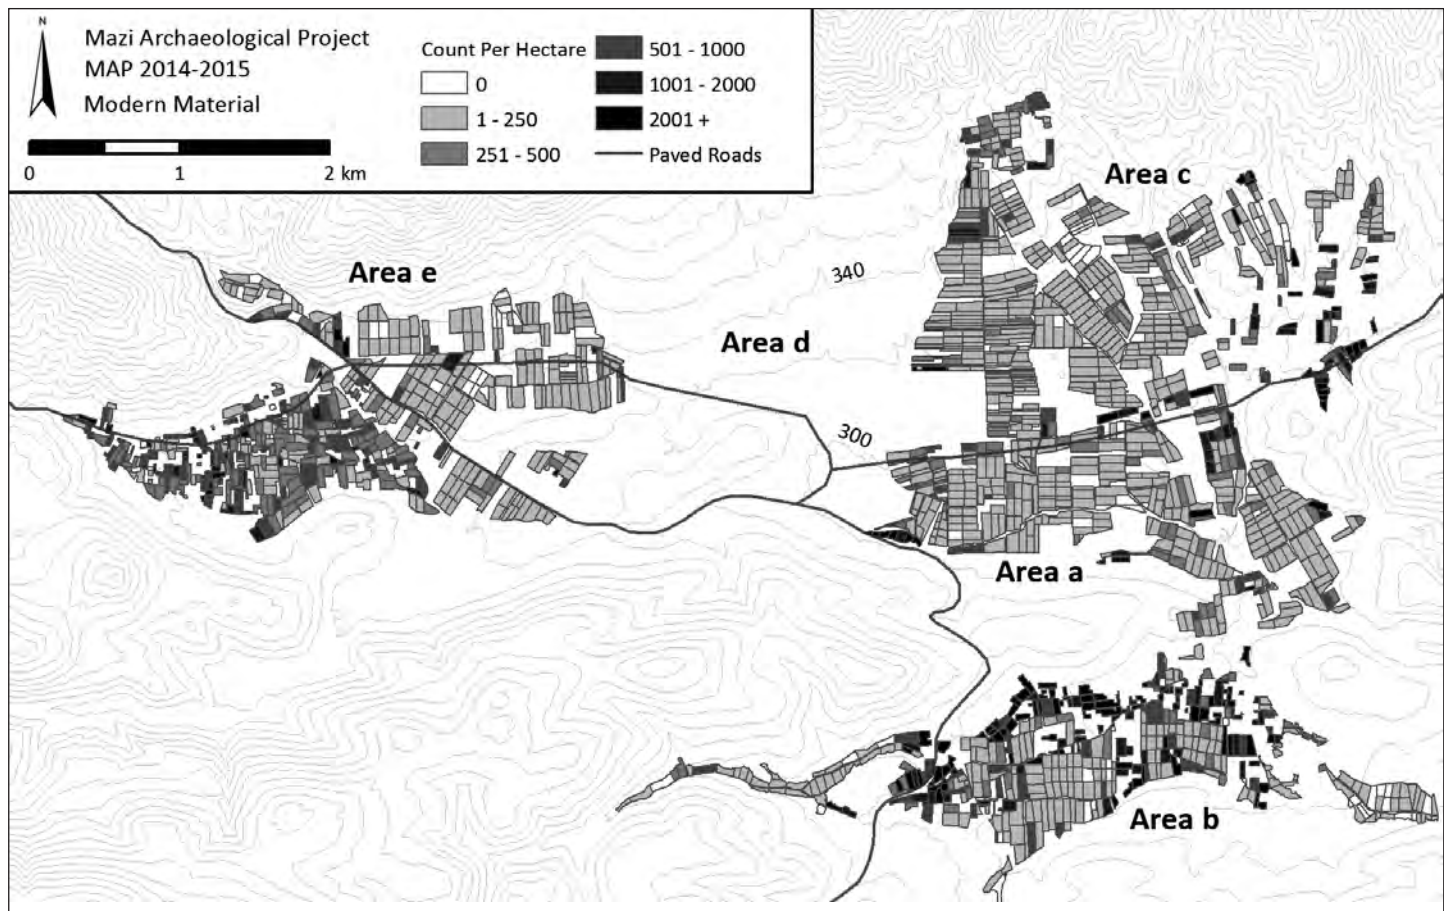 N
Mazi Archaeological Project
MAP 2014-2015
Modern Material
0 1 2 km
Count Per Hectare
0
1 - 250
251 - 500
501 - 1000
1001 - 2000
2001 +
Paved Roads
Area c
Area e
340
Area d
300
Area a
Area b